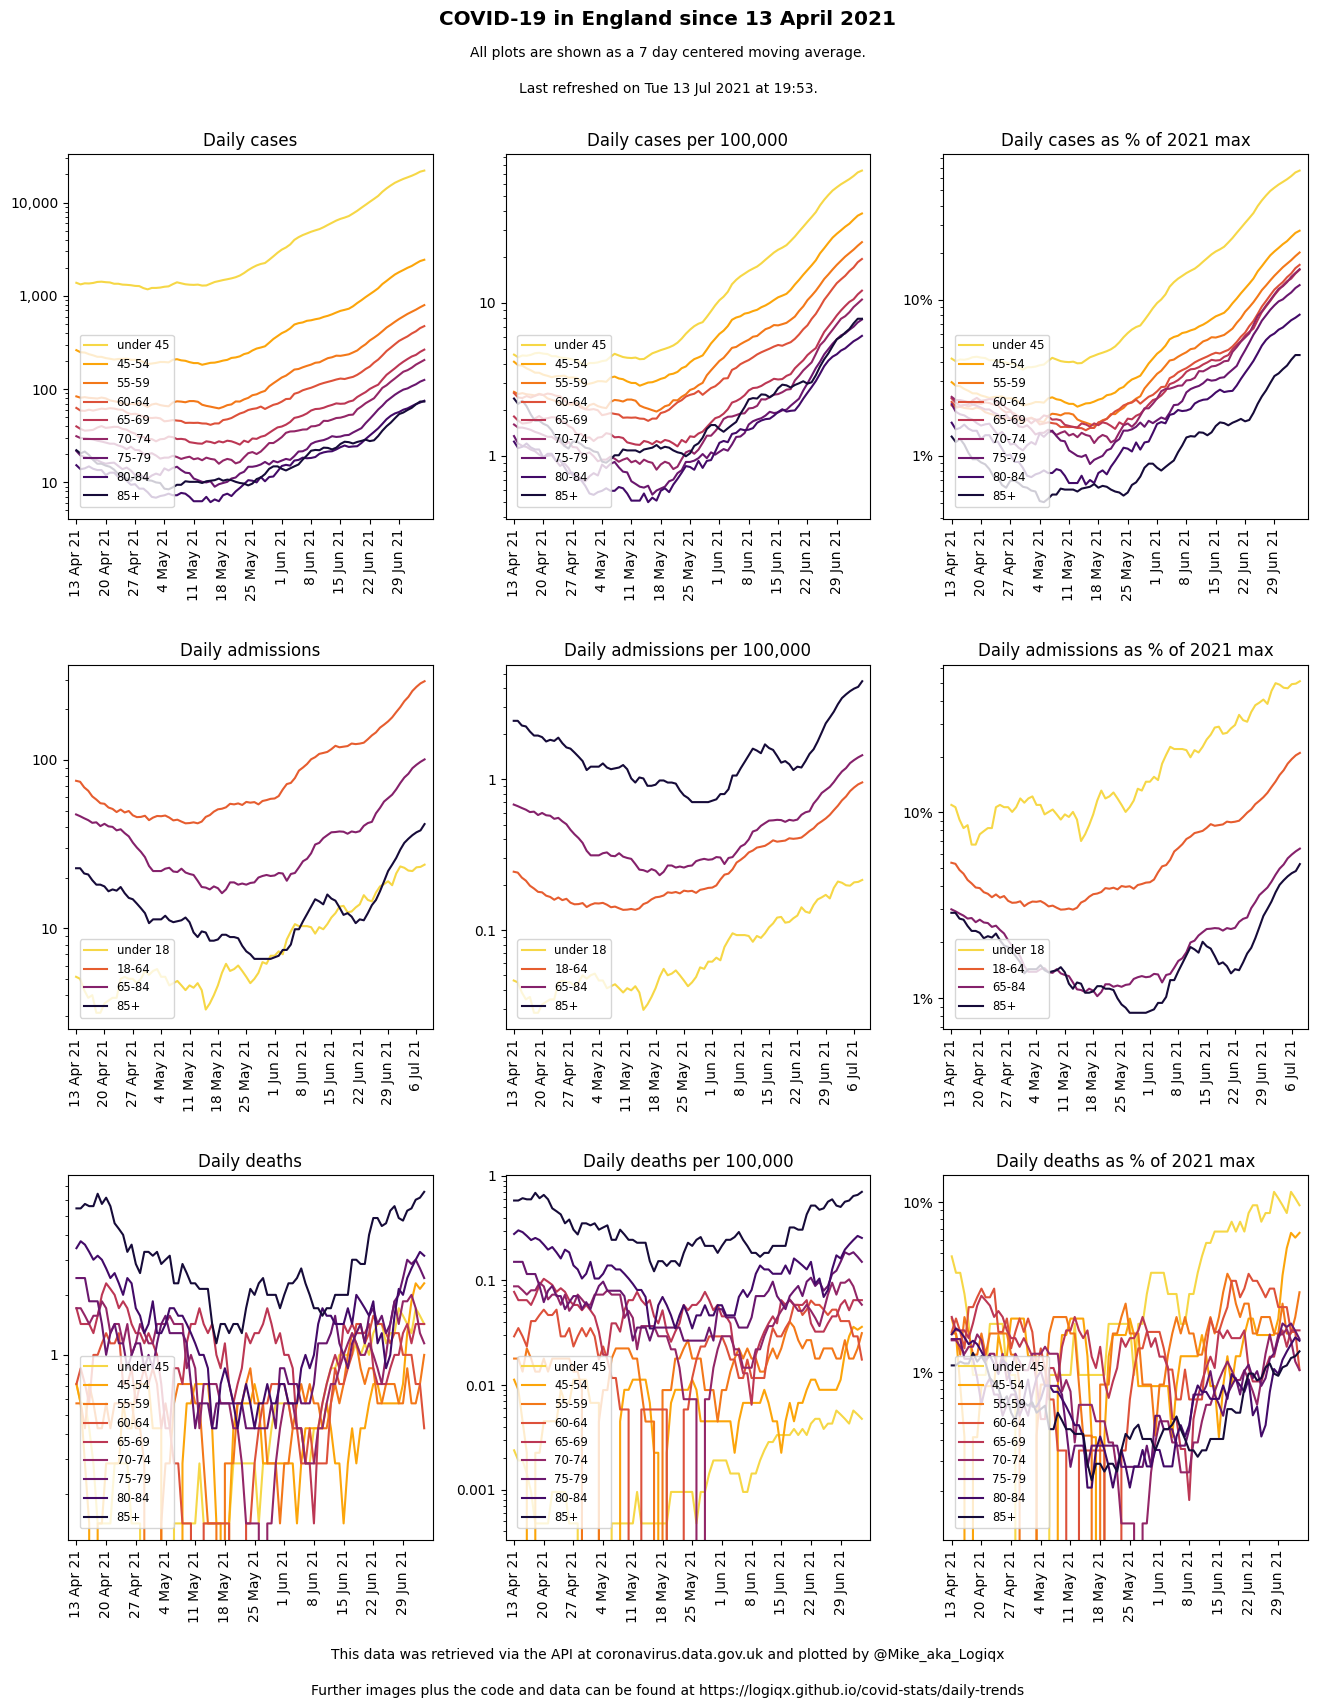 COVID-19 in England since 13 April 2021
All plots are shown as a 7 day centered moving average.
Last refreshed on Tue 13 Jul 2021 at 19:53.
Daily cases
10,000
1,000
100
10
under 45
45-54
55-59
60-64
65-69
70-74
75-79
80-84
85+
13 Apr 21
20 Apr 21
27 Apr 21
4 May 21
11 May 21
18 May 21
25 May 21
1 Jun 21
8 Jun 21
15 Jun 21
22 Jun 21
29 Jun 21
Daily cases per 100,000
10
1
under 45
45-54
55-59
60-64
65-69
70-74
75-79
80-84
85+
13 Apr 21
20 Apr 21
27 Apr 21
4 May 21
11 May 21
18 May 21
25 May 21
1 Jun 21
8 Jun 21
15 Jun 21
22 Jun 21
29 Jun 21
Daily cases as % of 2021 max
10%
1%
under 45
45-54
55-59
60-64
65-69
70-74
75-79
80-84
85+
13 Apr 21
20 Apr 21
27 Apr 21
4 May 21
11 May 21
18 May 21
25 May 21
1 Jun 21
8 Jun 21
15 Jun 21
22 Jun 21
29 Jun 21
Daily admissions
100
10
under 18
18-64
65-84
85+
13 Apr 21
20 Apr 21
27 Apr 21
4 May 21
11 May 21
18 May 21
25 May 21
1 Jun 21
8 Jun 21
15 Jun 21
22 Jun 21
29 Jun 21
6 Jul 21
Daily admissions per 100,000
1
0.1
under 18
18-64
65-84
85+
13 Apr 21
20 Apr 21
27 Apr 21
4 May 21
11 May 21
18 May 21
25 May 21
1 Jun 21
8 Jun 21
15 Jun 21
22 Jun 21
29 Jun 21
6 Jul 21
Daily admissions as % of 2021 max
10%
1%
under 18
18-64
65-84
85+
13 Apr 21
20 Apr 21
27 Apr 21
4 May 21
11 May 21
18 May 21
25 May 21
1 Jun 21
8 Jun 21
15 Jun 21
22 Jun 21
29 Jun 21
6 Jul 21
Daily deaths
1
under 45
45-54
55-59
60-64
65-69
70-74
75-79
80-84
85+
13 Apr 21
20 Apr 21
27 Apr 21
4 May 21
11 May 21
18 May 21
25 May 21
1 Jun 21
8 Jun 21
15 Jun 21
22 Jun 21
29 Jun 21
Daily deaths per 100,000
1
0.1
0.01
0.001
under 45
45-54
55-59
60-64
65-69
70-74
75-79
80-84
85+
13 Apr 21
20 Apr 21
27 Apr 21
4 May 21
11 May 21
18 May 21
25 May 21
1 Jun 21
8 Jun 21
15 Jun 21
22 Jun 21
29 Jun 21
Daily deaths as % of 2021 max
10%
1%
under 45
45-54
55-59
60-64
65-69
70-74
75-79
80-84
85+
13 Apr 21
20 Apr 21
27 Apr 21
4 May 21
11 May 21
18 May 21
25 May 21
1 Jun 21
8 Jun 21
15 Jun 21
22 Jun 21
29 Jun 21
This data was retrieved via the API at coronavirus.data.gov.uk and plotted by @Mike_aka_Logiqx
Further images plus the code and data can be found at https://logiqx.github.io/covid-stats/daily-trends